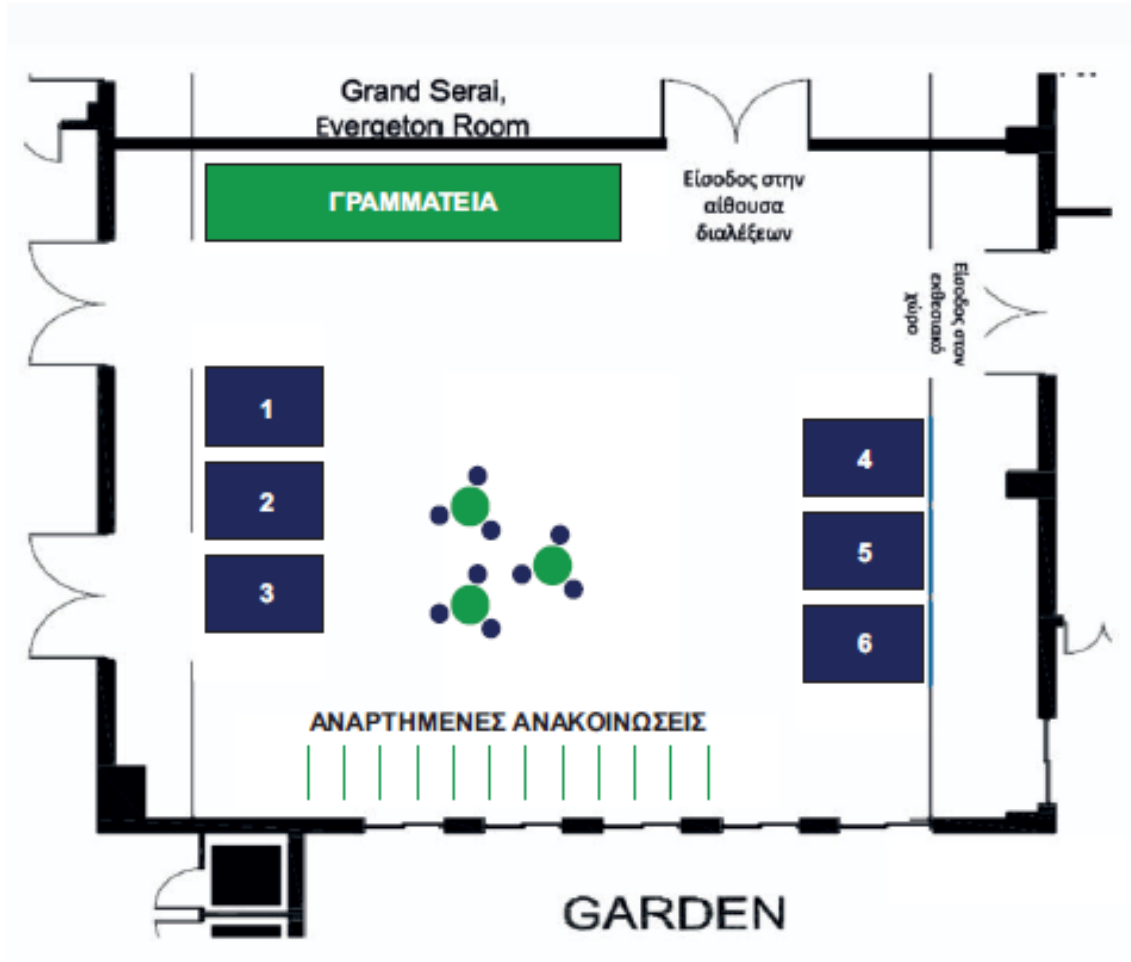 Grand Serai,
Evergeton Room
ΓΡΑΜΜΑΤΕΙΑ
Είσοδος στην
αίθουσα
διαλέξεων
Είσοδος στον
εκθεσιακό
χώρο
1
2
3
4
5
6
ΑΝΑΡΤΗΜΕΝΕΣ ΑΝΑΚΟΙΝΩΣΕΙΣ
GARDEN